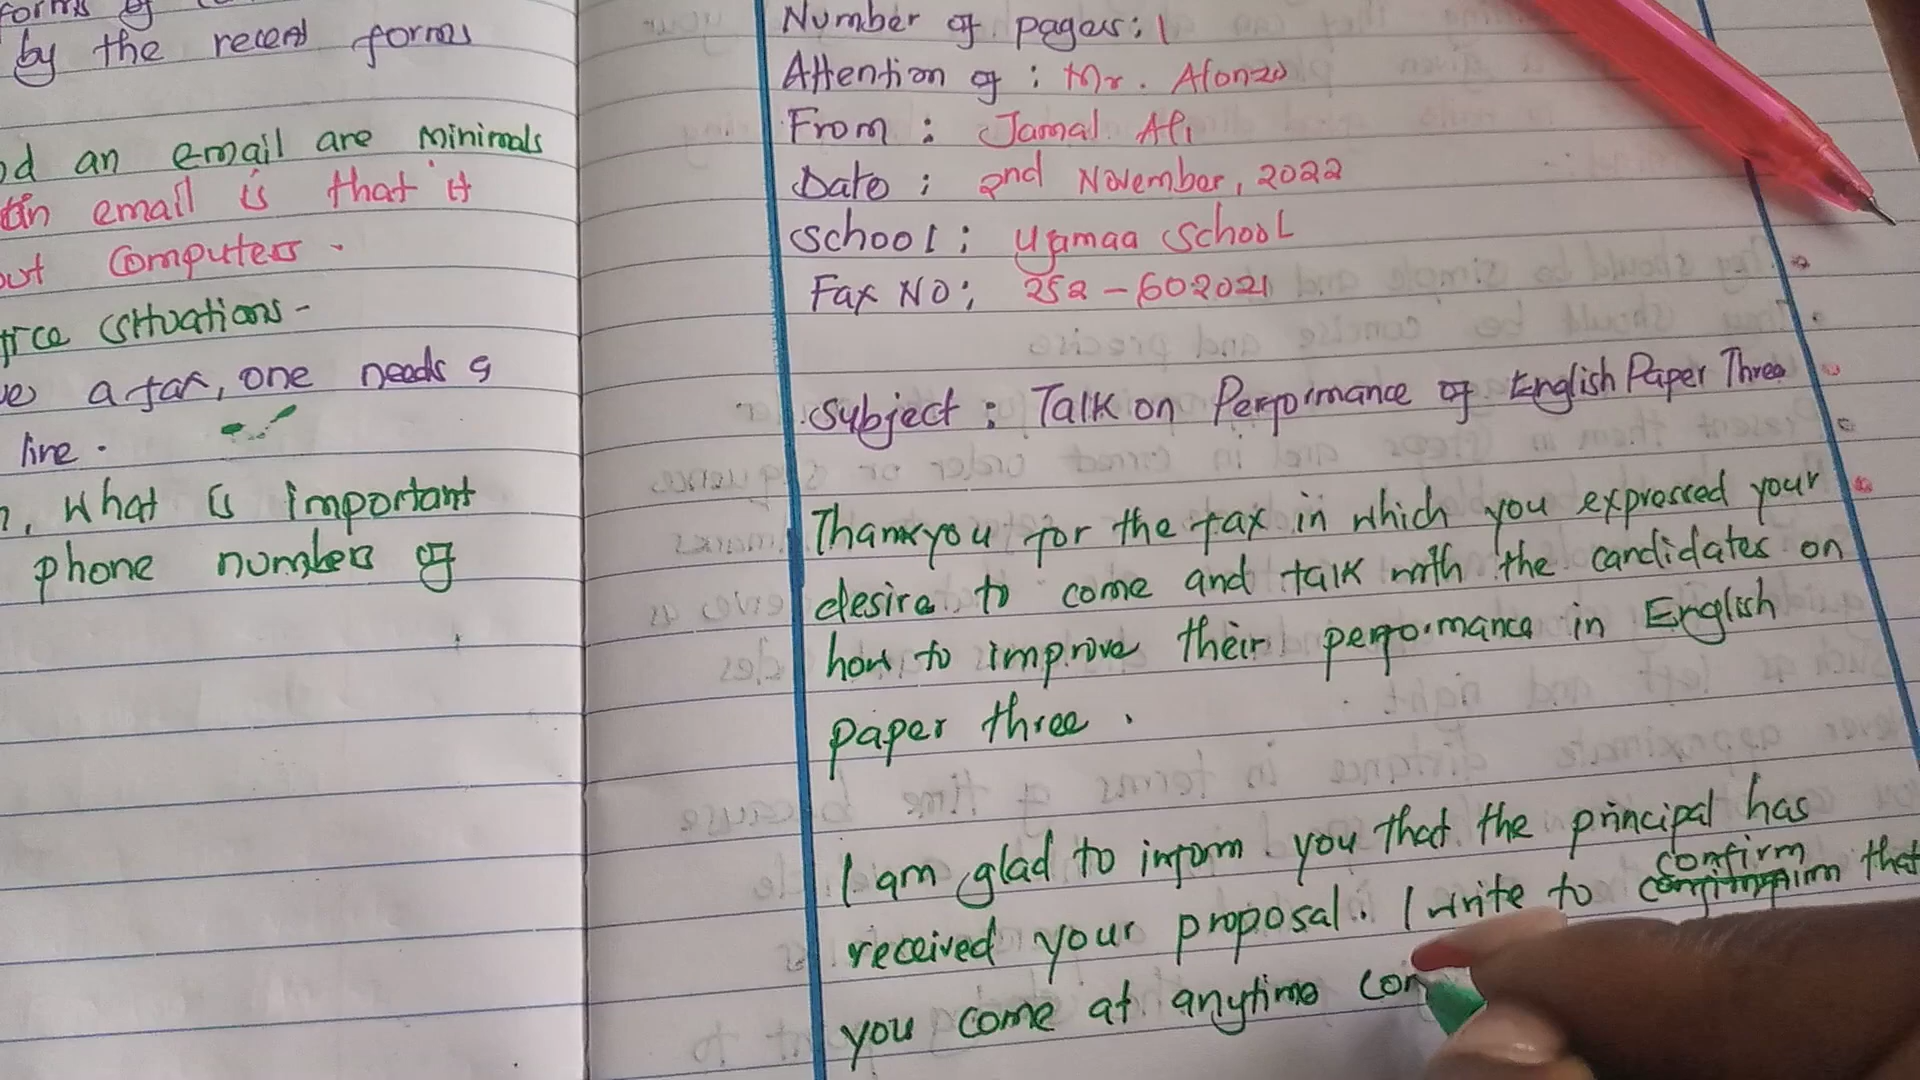 forms of
by the recent forms
an email are minimals
an email is that it
out computers.
situations-
a fax, one needs a
line.
What is important
phone numbers of
Number of pages: 1
Attention of: Mr. Alonzo
From: Jamal Ali
Date: 2nd November, 2022
School: Ujamaa School
Fax NO: 252-602021
Subject: Talk on Performance of English Paper Three
Thankyou for the fax in which you expressed your
desire to come and talk with the candidates on
how to improve their performance in English
paper three.
I am glad to inform you that the principal has
received your proposal. I write to confirm that
you come at anytime con